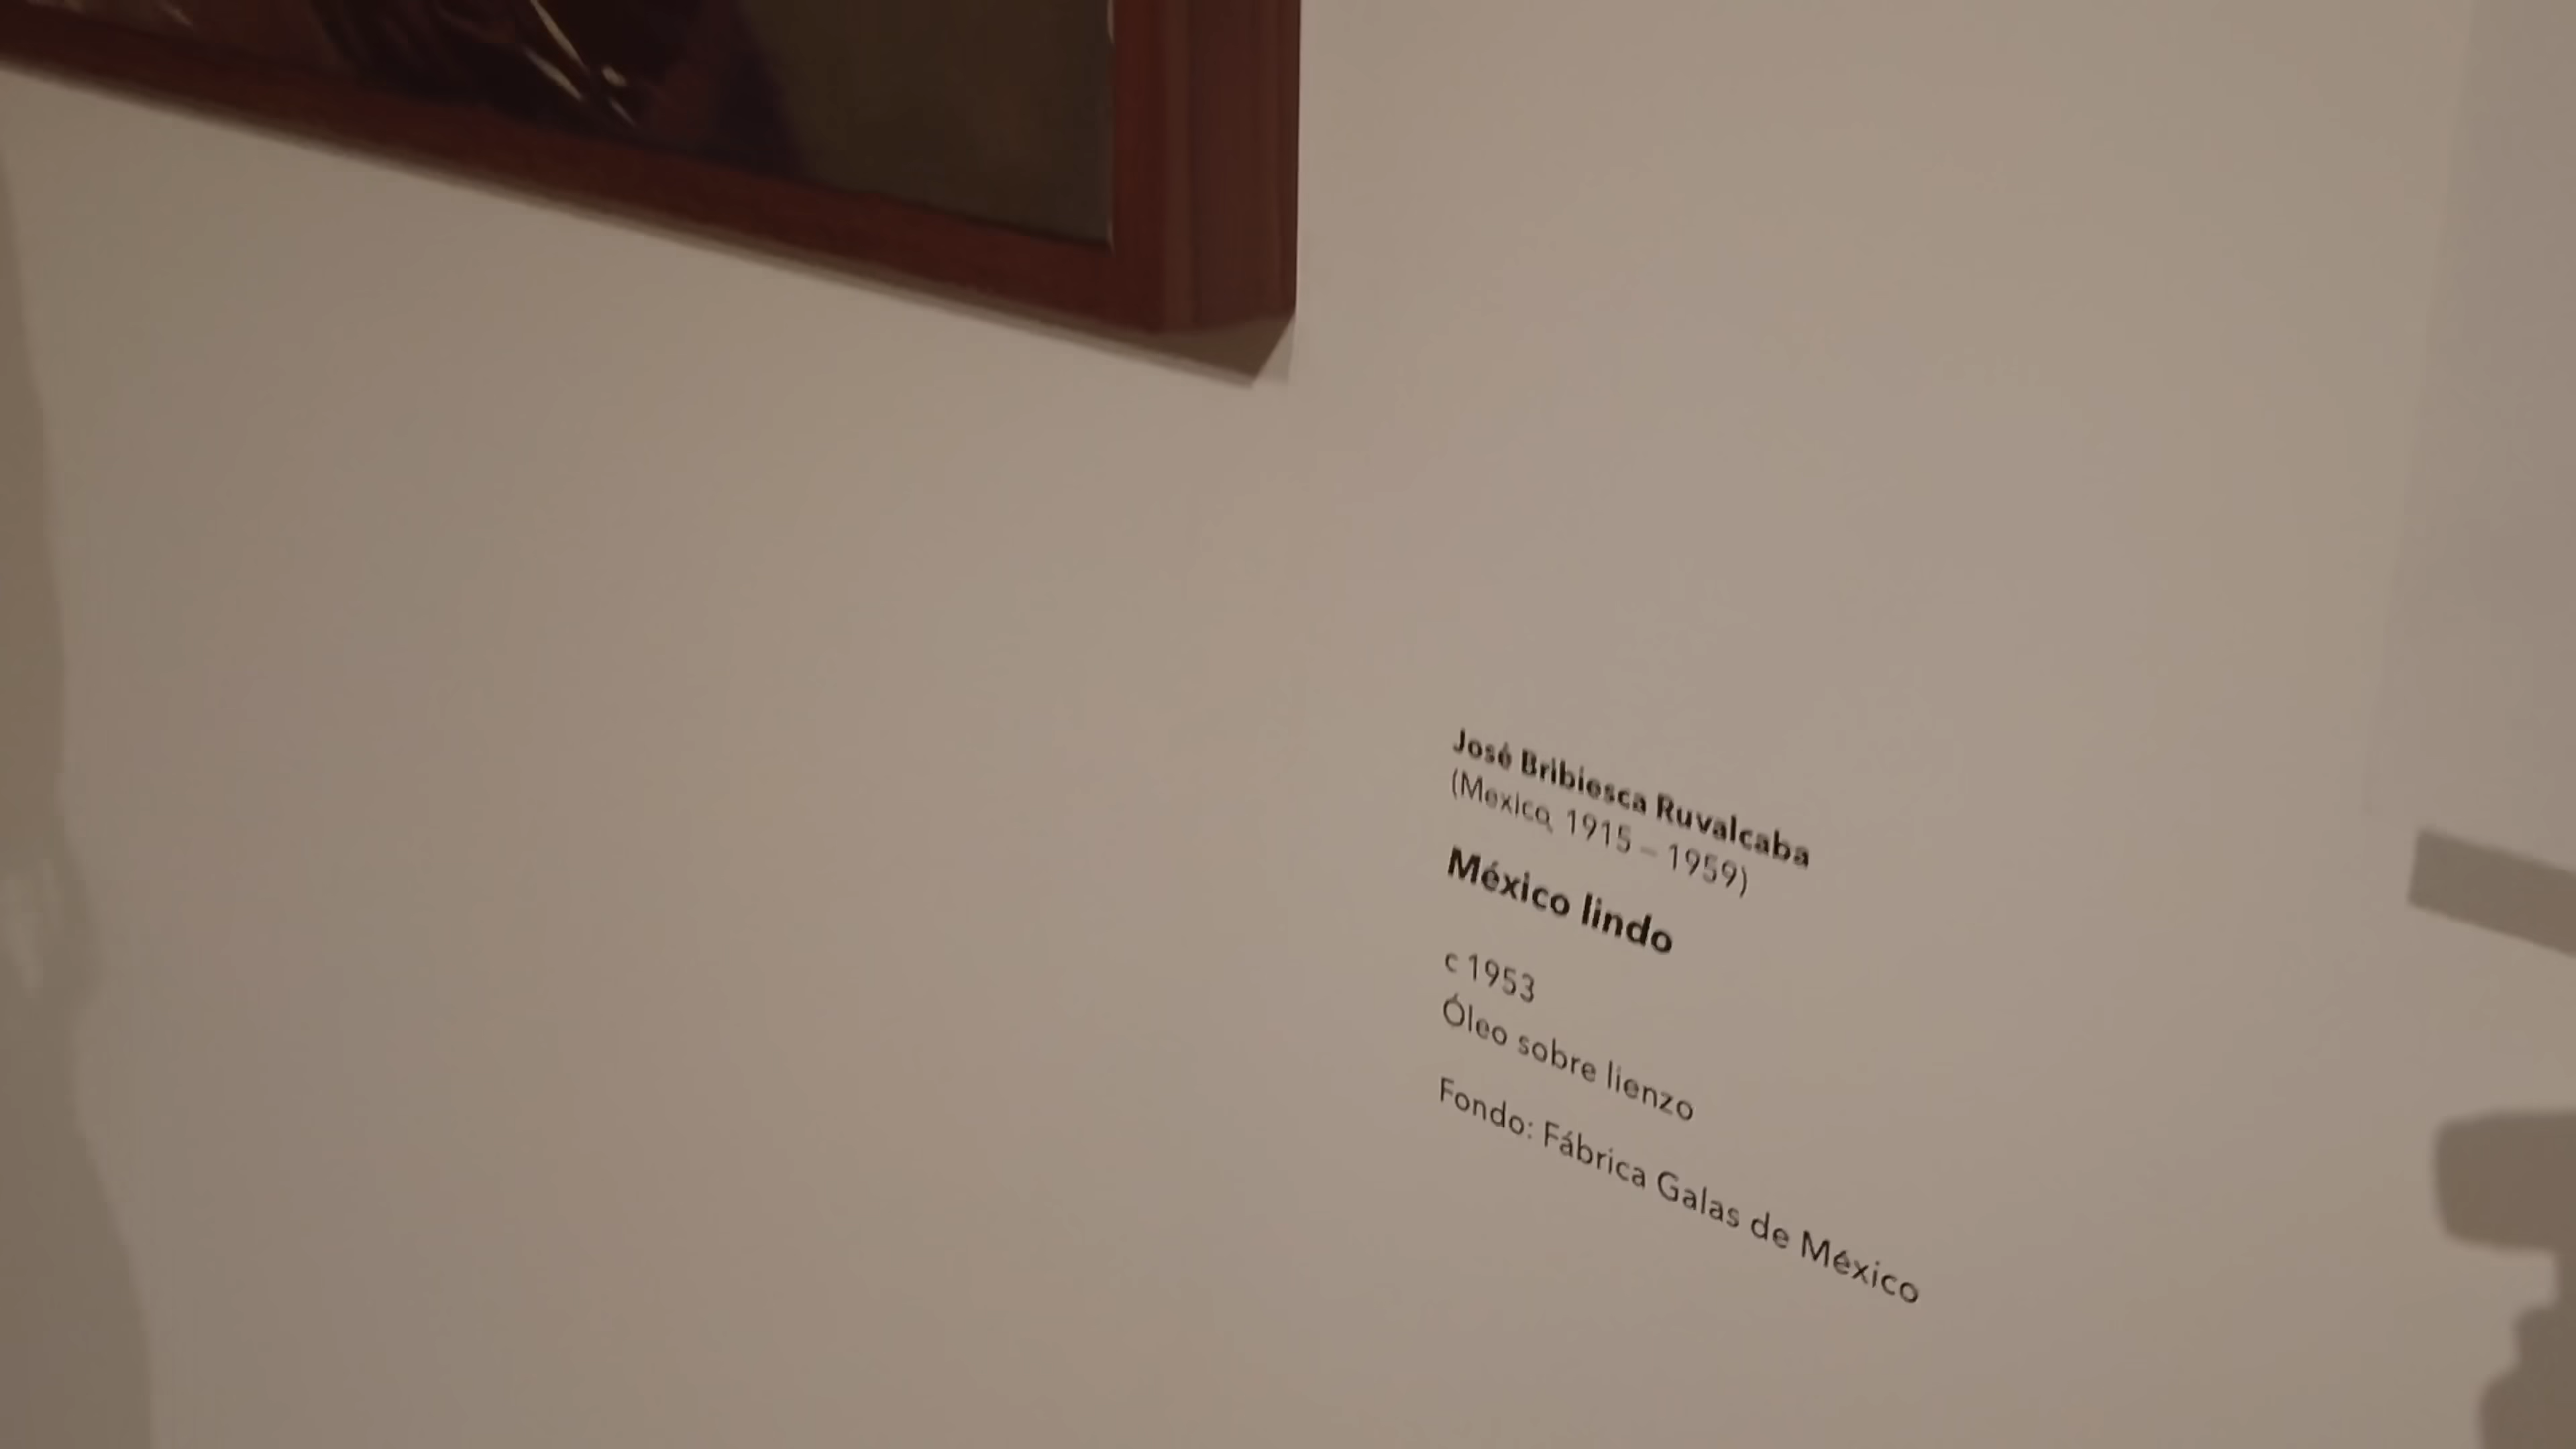 José Bribiesca Ruvalcaba
(Mexico, 1915 – 1959)
México lindo
c 1953
Óleo sobre lienzo
Fondo: Fábrica Galas de México